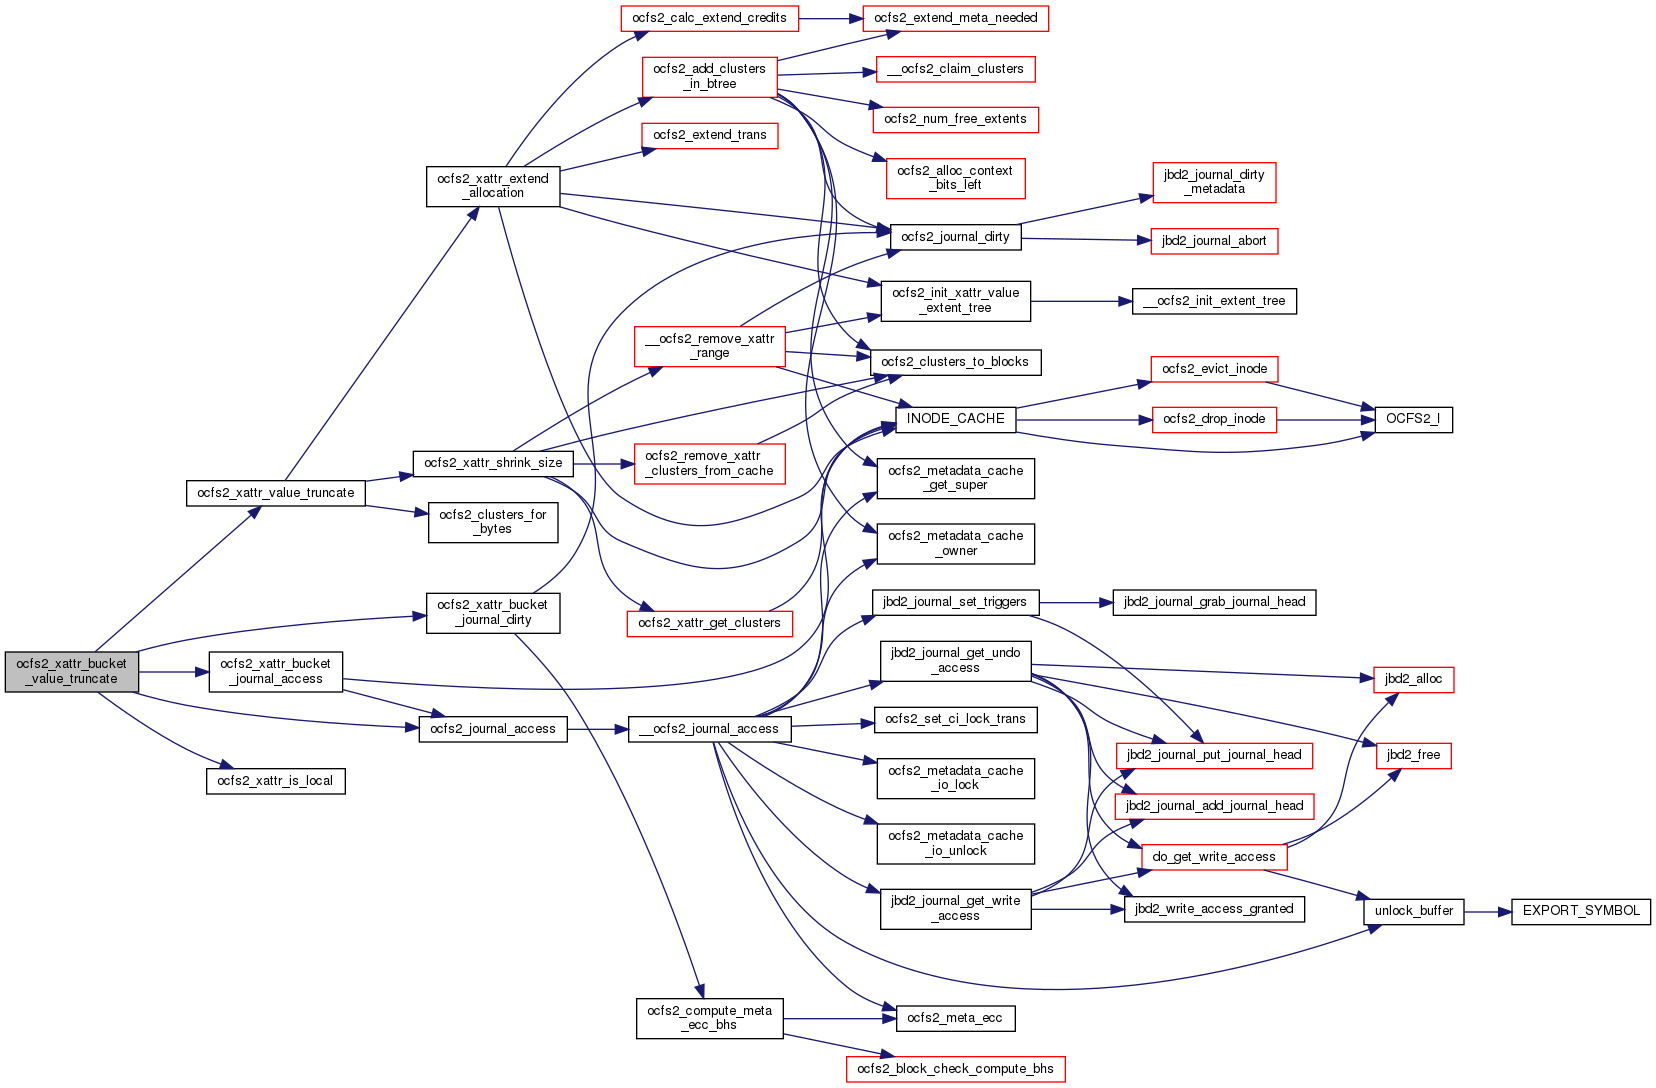 ocfs2_calc_extend_credits
ocfs2_extend_meta_needed
ocfs2_add_clusters
_in_btree
__ocfs2_claim_clusters
ocfs2_num_free_extents
ocfs2_extend_trans
ocfs2_alloc_context
_bits_left
ocfs2_xattr_extend
_allocation
jbd2_journal_dirty
_metadata
ocfs2_journal_dirty
jbd2_journal_abort
ocfs2_init_xattr_value
_extent_tree
__ocfs2_init_extent_tree
__ocfs2_remove_xattr
_range
ocfs2_clusters_to_blocks
ocfs2_evict_inode
INODE_CACHE
ocfs2_drop_inode
OCFS2_I
ocfs2_xattr_shrink_size
ocfs2_remove_xattr
_clusters_from_cache
ocfs2_metadata_cache
_get_super
ocfs2_xattr_value_truncate
ocfs2_clusters_for
_bytes
ocfs2_metadata_cache
_owner
ocfs2_xattr_bucket
_journal_dirty
ocfs2_xattr_get_clusters
jbd2_journal_set_triggers
jbd2_journal_grab_journal_head
ocfs2_xattr_bucket
_value_truncate
ocfs2_xattr_bucket
_journal_access
jbd2_journal_get_undo
_access
jbd2_alloc
ocfs2_journal_access
__ocfs2_journal_access
ocfs2_set_ci_lock_trans
jbd2_journal_put_journal_head
jbd2_free
ocfs2_xattr_is_local
ocfs2_metadata_cache
_io_lock
jbd2_journal_add_journal_head
ocfs2_metadata_cache
_io_unlock
do_get_write_access
jbd2_journal_get_write
_access
jbd2_write_access_granted
unlock_buffer
EXPORT_SYMBOL
ocfs2_compute_meta
_ecc_bhs
ocfs2_meta_ecc
ocfs2_block_check_compute_bhs